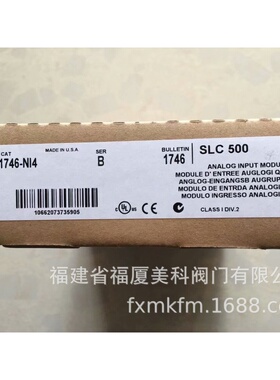 CAT
1746-NI4
MADE IN U.S.A.
SER
B
BULLETIN
1746
SLC 500
ANALOG INPUT MODU
MODULE D' ENTREE AUGLOGI Q
ANGLOG-EINGANGSB AUGRUP
MODULO DE ENTRDA ANALOGI
MODULO INGRESSO ANALOGI
10662073735905
CLASS I DIV.2
福建省福厦美科阀门有限公司
fxmkfm.1688.com